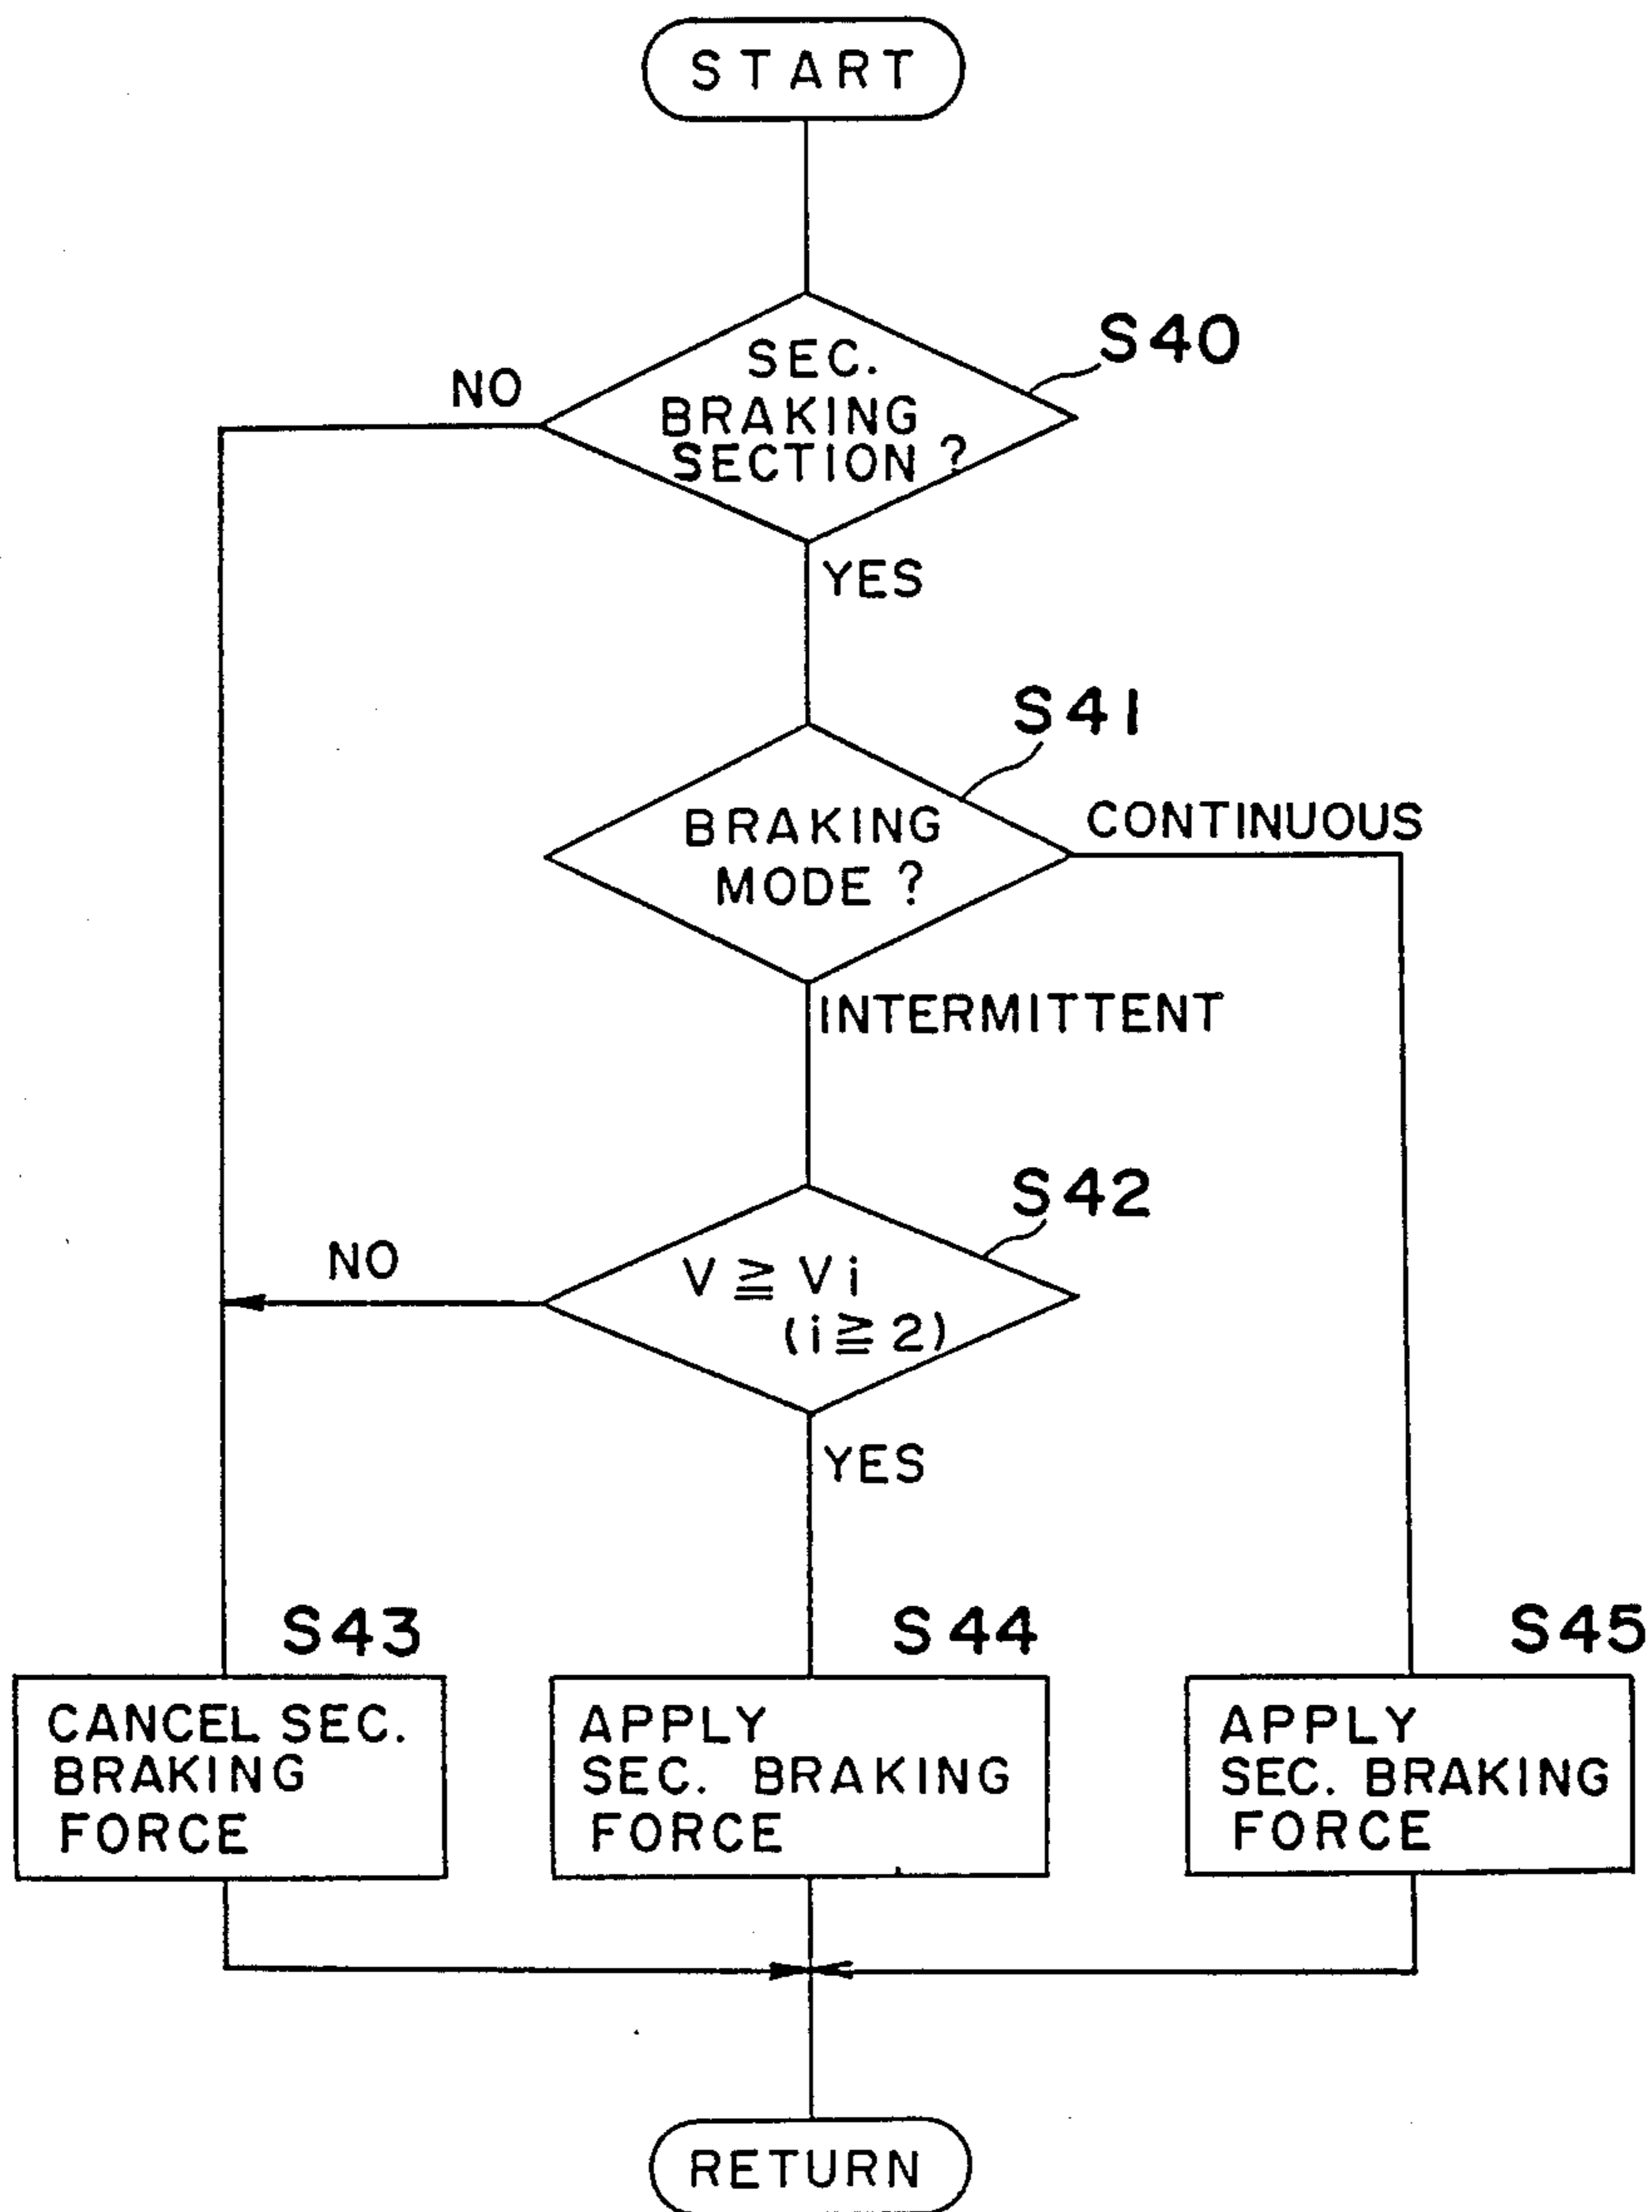 START
S40
SEC.
BRAKING
SECTION ?
NO
YES
S41
BRAKING
MODE ?
CONTINUOUS
INTERMITTENT
S42
V ≧ Vi
(i ≧ 2)
NO
YES
S43
CANCEL SEC.
BRAKING
FORCE
S44
APPLY
SEC. BRAKING
FORCE
S45
APPLY
SEC. BRAKING
FORCE
RETURN